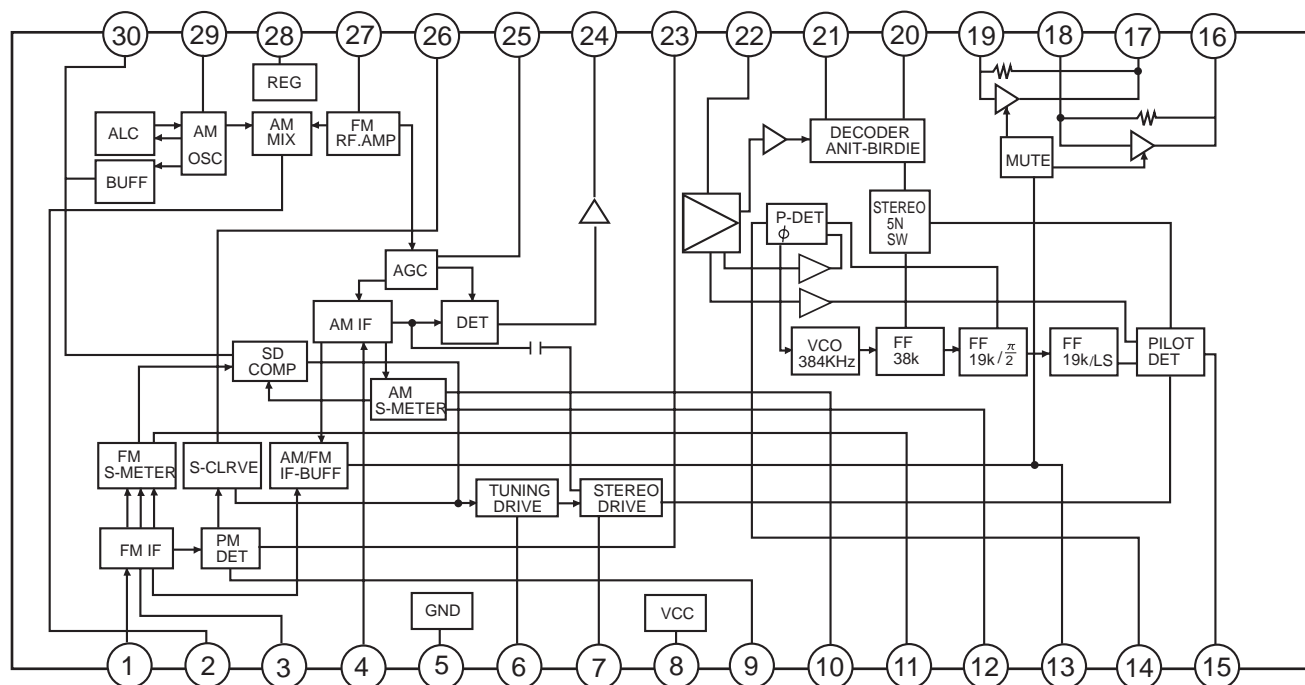 30 29 28 27 26 25 24 23 22 21 20 19 18 17 16
REG
ALC
AM
OSC
AM
MIX
FM
RF.AMP
DECODER
ANIT-BIRDIE
MUTE
BUFF
STEREO
5N
SW
P-DET
ϕ
AGC
AM IF
DET
VCO
384KHz
FF
38k
FF
19k/π/2
FF
19k/LS
PILOT
DET
SD
COMP
AM
S-METER
FM
S-METER
S-CLRVE
AM/FM
IF-BUFF
TUNING
DRIVE
STEREO
DRIVE
FM IF
PM
DET
GND
VCC
1 2 3 4 5 6 7 8 9 10 11 12 13 14 15